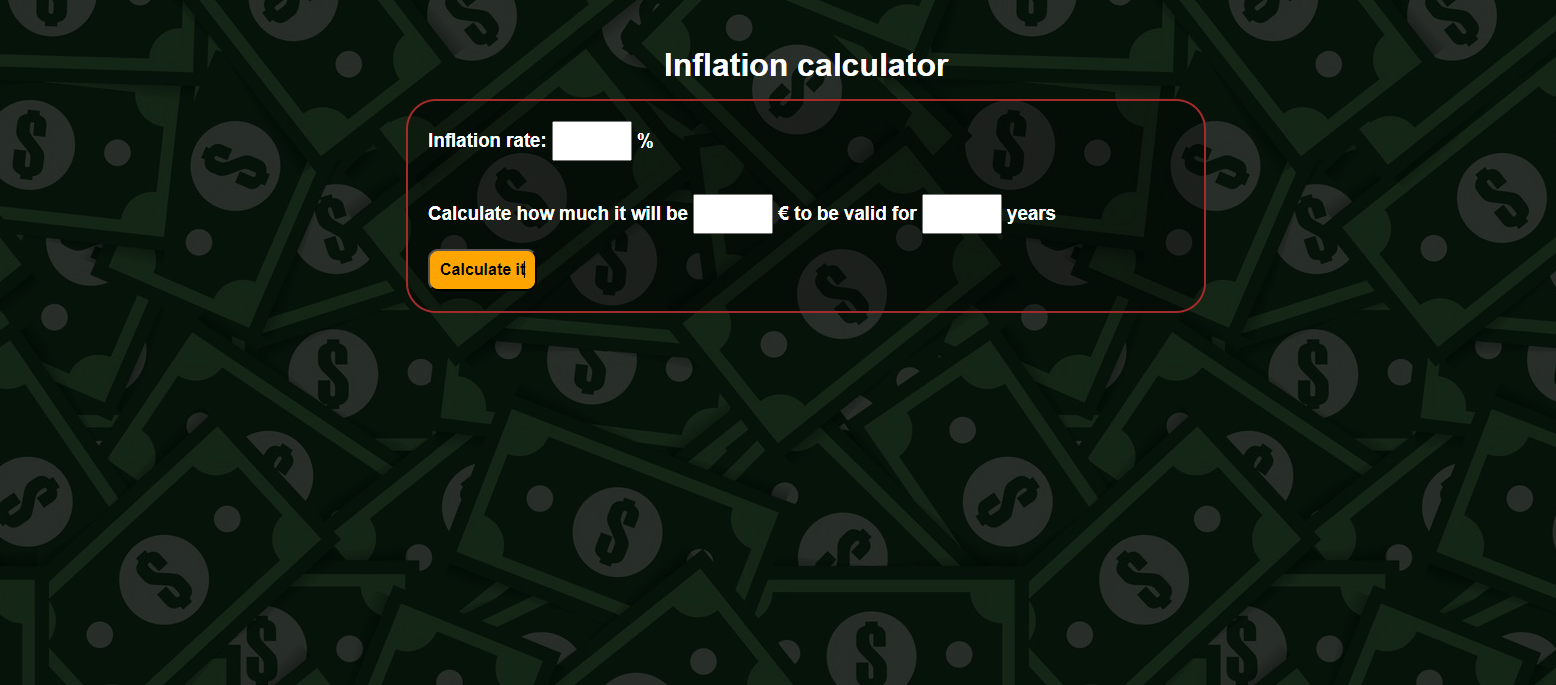 Inflation calculator
Inflation rate: %
Calculate how much it will be € to be valid for years
Calculate it